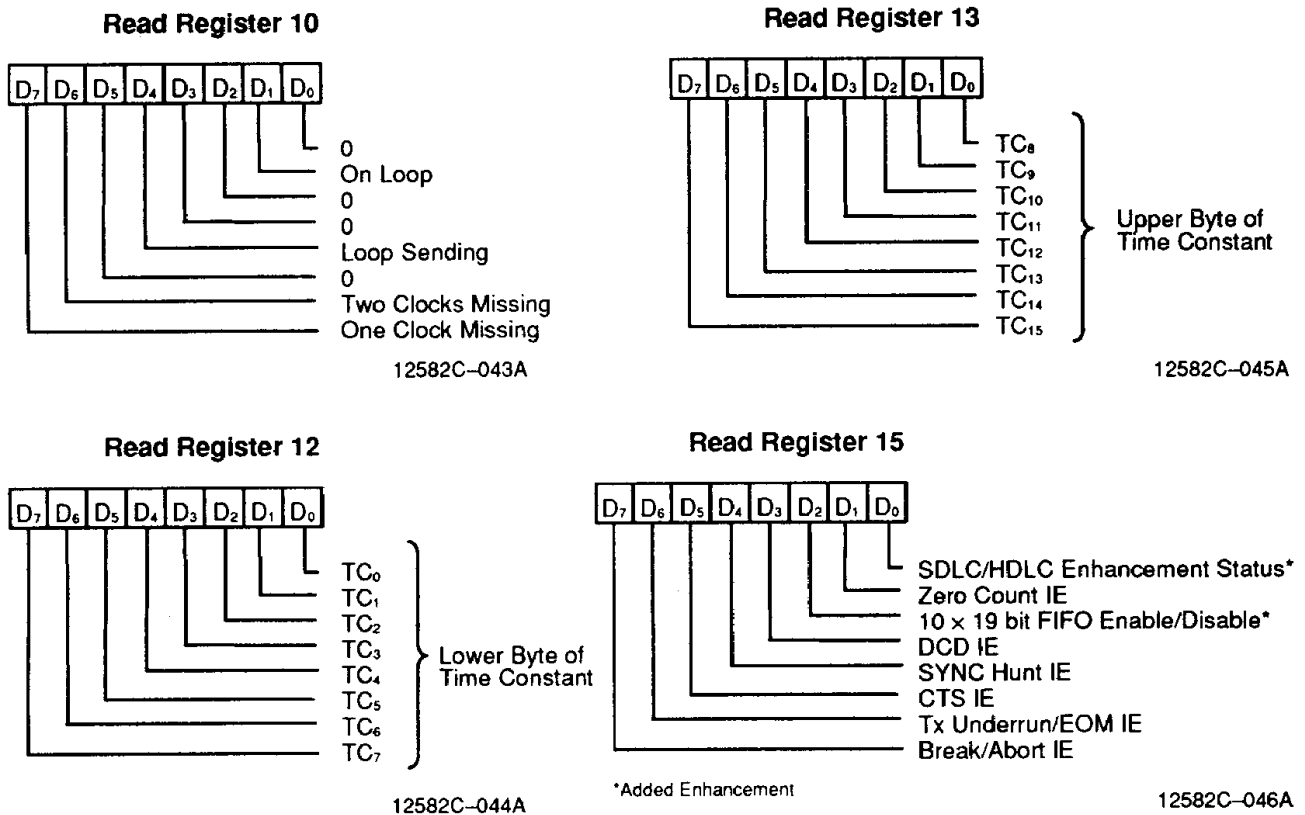 Read Register 10
D₇ D₆ D₅ D₄ D₃ D₂ D₁ D₀
0
On Loop
0
0
Loop Sending
0
Two Clocks Missing
One Clock Missing
12582C–043A
Read Register 13
D₇ D₆ D₅ D₄ D₃ D₂ D₁ D₀
TC₈
TC₉
TC₁₀
TC₁₁
TC₁₂
TC₁₃
TC₁₄
TC₁₅
Upper Byte of
Time Constant
12582C–045A
Read Register 12
D₇ D₆ D₅ D₄ D₃ D₂ D₁ D₀
TC₀
TC₁
TC₂
TC₃
TC₄
TC₅
TC₆
TC₇
Lower Byte of
Time Constant
12582C–044A
Read Register 15
D₇ D₆ D₅ D₄ D₃ D₂ D₁ D₀
SDLC/HDLC Enhancement Status*
Zero Count IE
10 × 19 bit FIFO Enable/Disable*
DCD IE
SYNC Hunt IE
CTS IE
Tx Underrun/EOM IE
Break/Abort IE
*Added Enhancement
12582C–046A